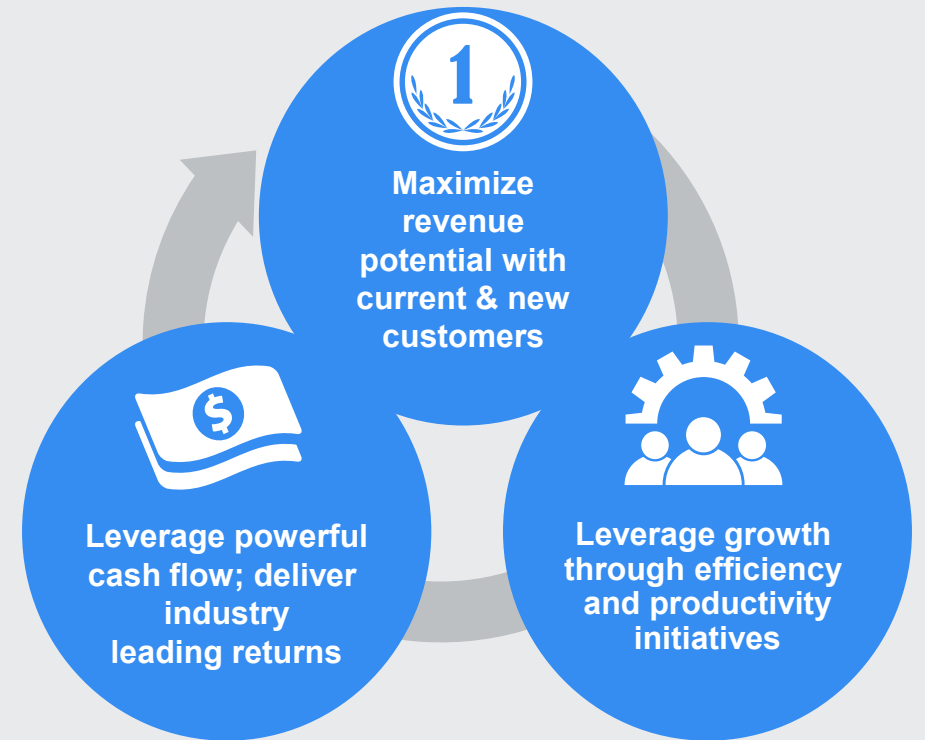 1
Maximize
revenue
potential with
current & new
customers
$
Leverage powerful
cash flow; deliver
industry
leading returns
Leverage growth
through efficiency
and productivity
initiatives